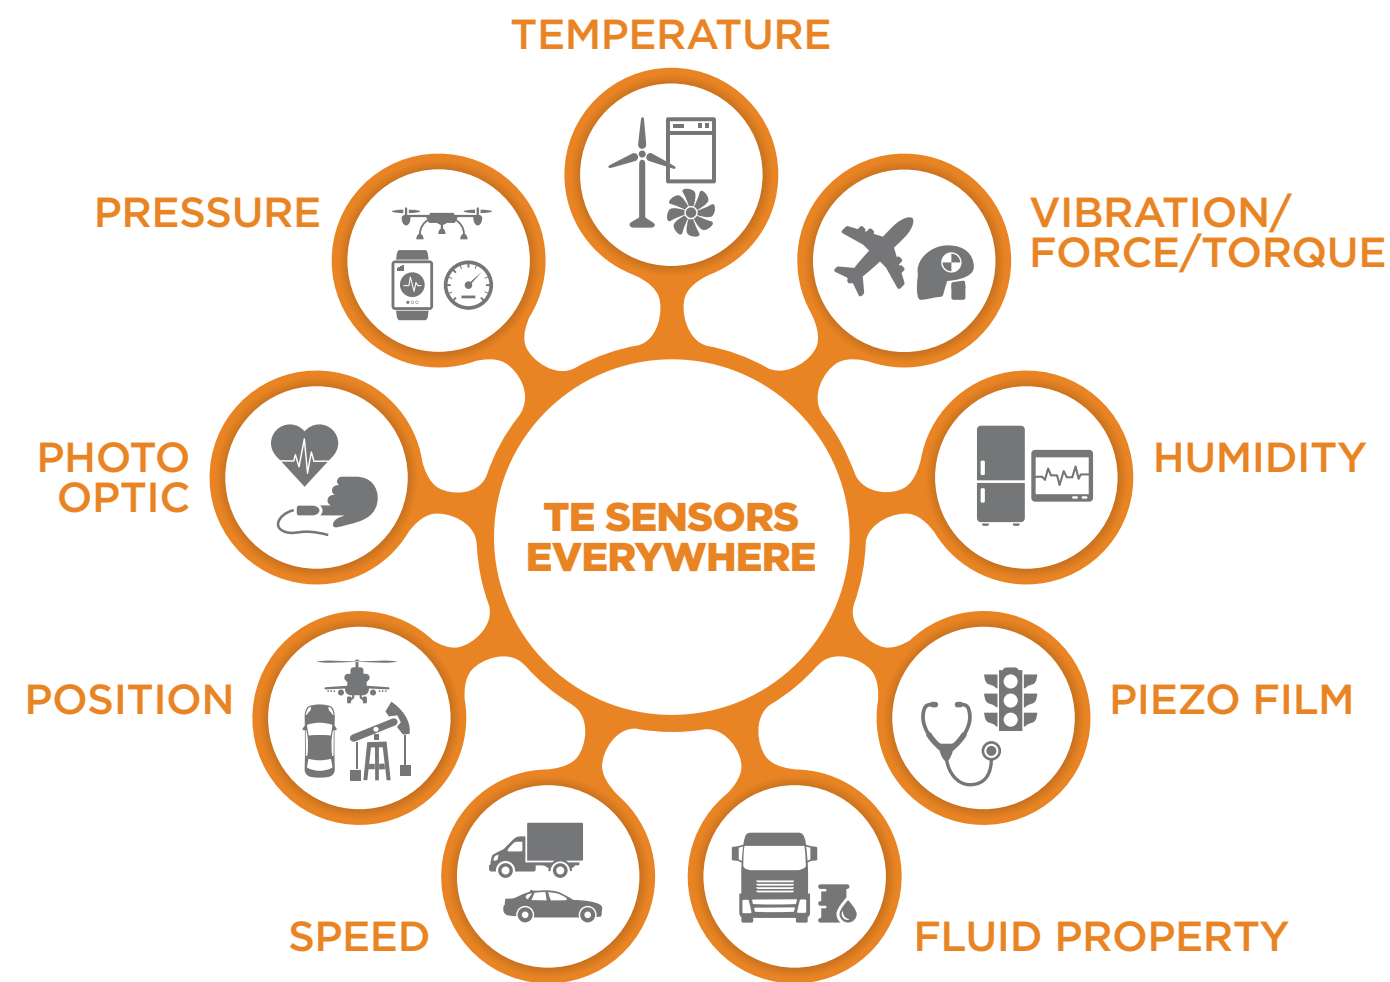 TEMPERATURE
PRESSURE
VIBRATION/
FORCE/TORQUE
PHOTO
OPTIC
HUMIDITY
TE SENSORS
EVERYWHERE
POSITION
PIEZO FILM
SPEED
FLUID PROPERTY